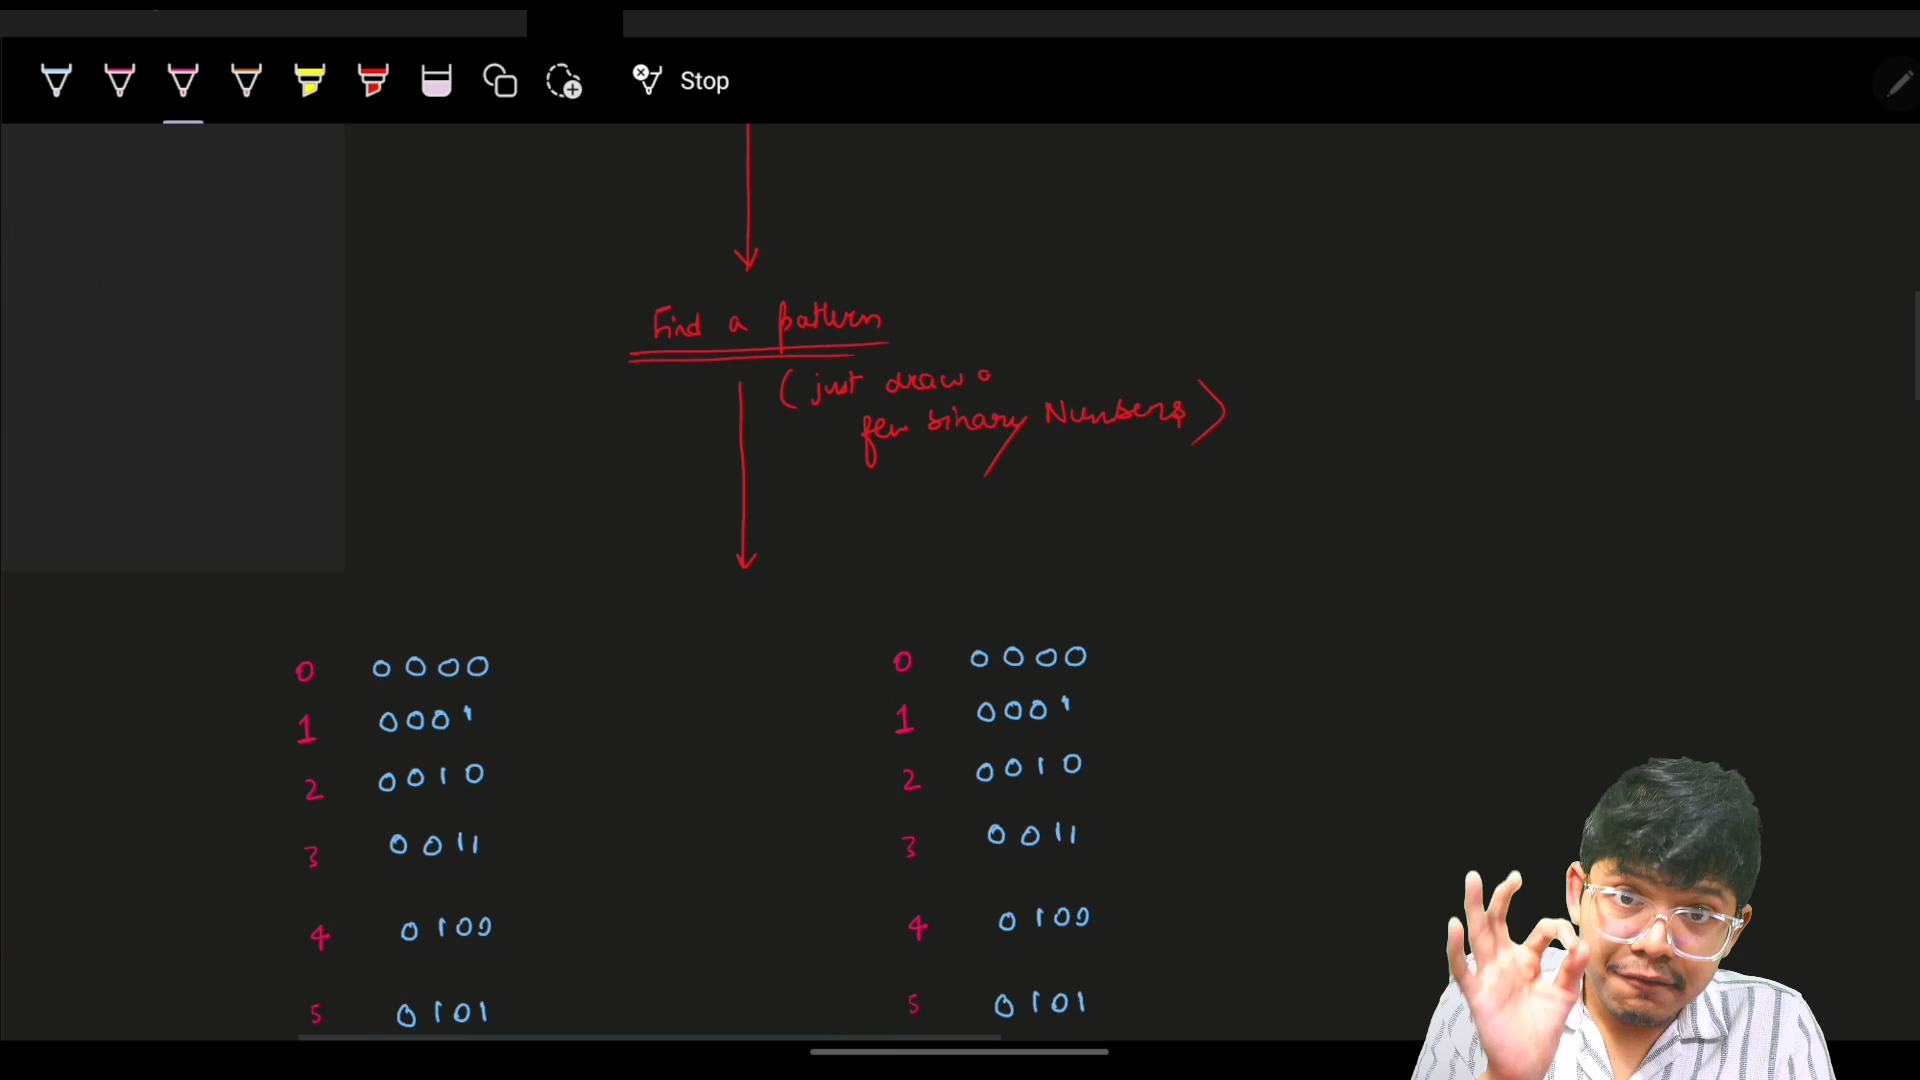 Stop
Find a pattern
(just draw a
few binary Numbers)
0 0000 0 0000
1 0001 1 0001
2 0010 2 0010
3 0011 3 0011
4 0100 4 0100
5 0101 5 0101